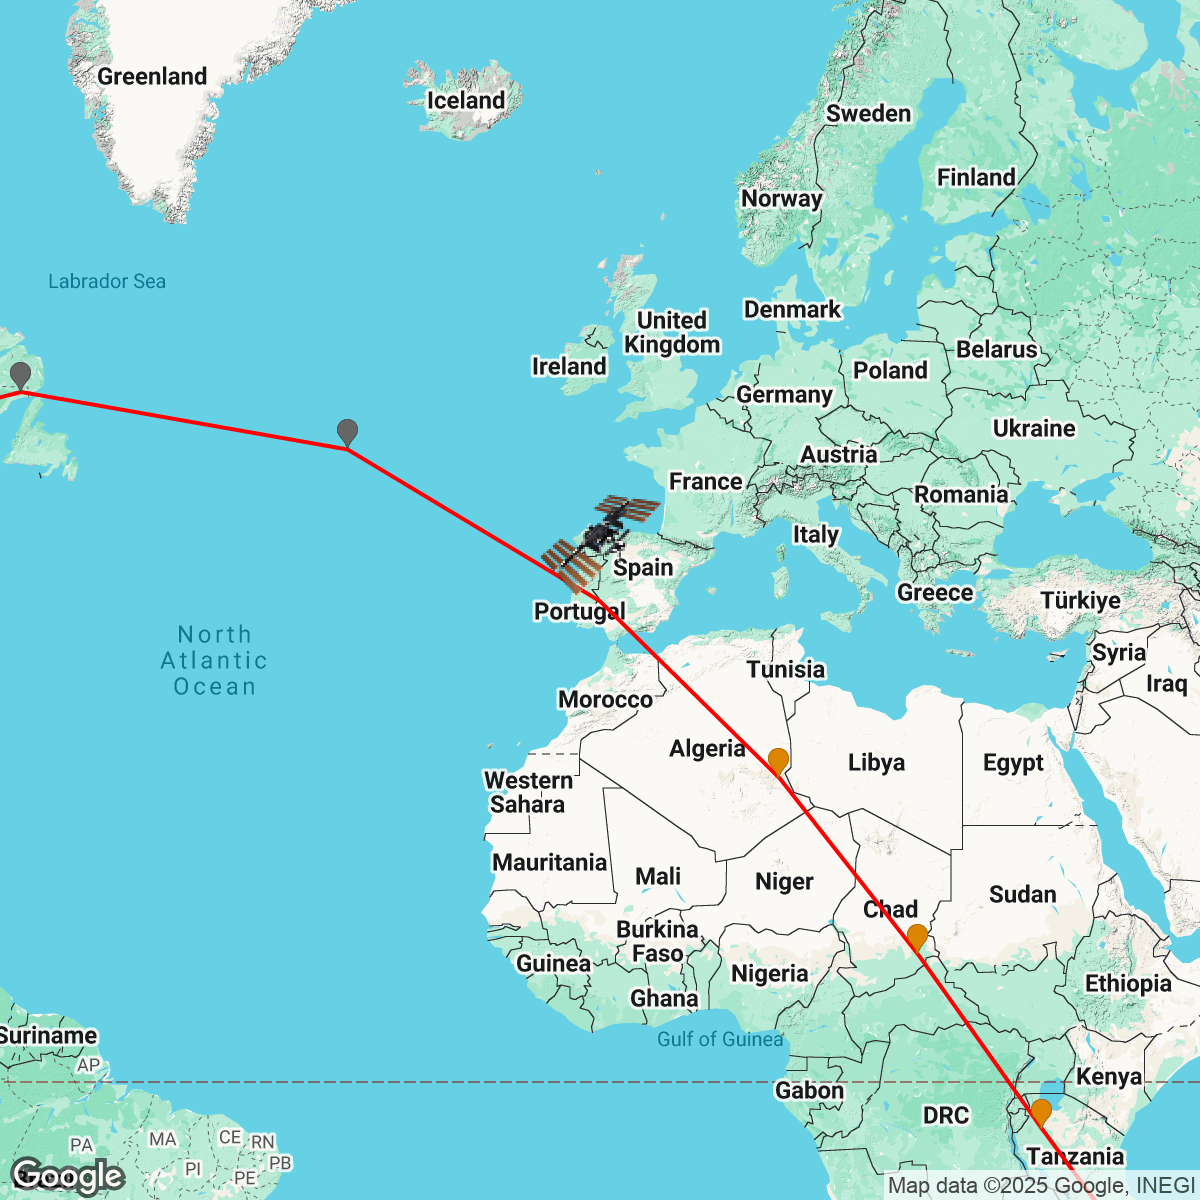 Greenland
Iceland
Sweden
Finland
Norway
Labrador Sea
Denmark
United
Kingdom
Belarus
Ireland
Poland
Germany
Ukraine
Austria
France
Romania
Italy
Spain
Greece
Türkiye
Portugal
North
Atlantic
Ocean
Syria
Tunisia
Iraq
Morocco
Algeria
Libya
Egypt
Western
Sahara
Mauritania
Mali
Niger
Sudan
Chad
Burkina
Faso
Guinea
Nigeria
Ethiopia
Ghana
Suriname
Gulf of Guinea
AP
Kenya
Gabon
DRC
PA
MA
CE
RN
PI
PB
PE
Tanzania
Google
Map data ©2025 Google, INEGI